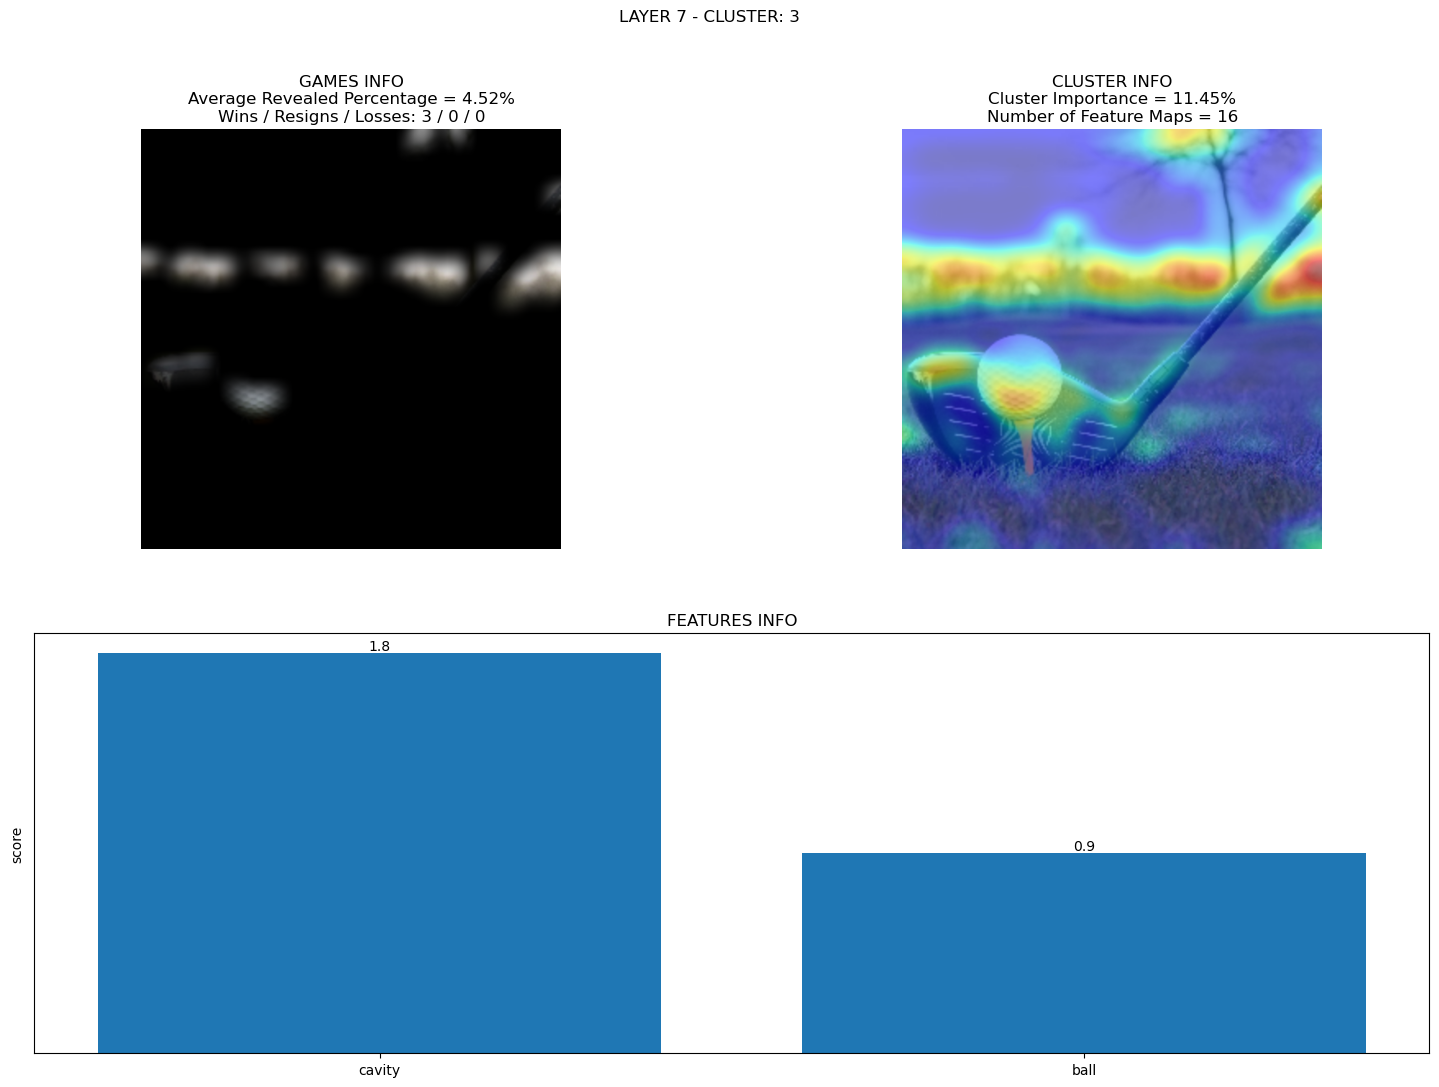 LAYER 7 - CLUSTER: 3
GAMES INFO
Average Revealed Percentage = 4.52%
Wins / Resigns / Losses: 3 / 0 / 0
CLUSTER INFO
Cluster Importance = 11.45%
Number of Feature Maps = 16
FEATURES INFO
score
1.8
0.9
cavity
ball